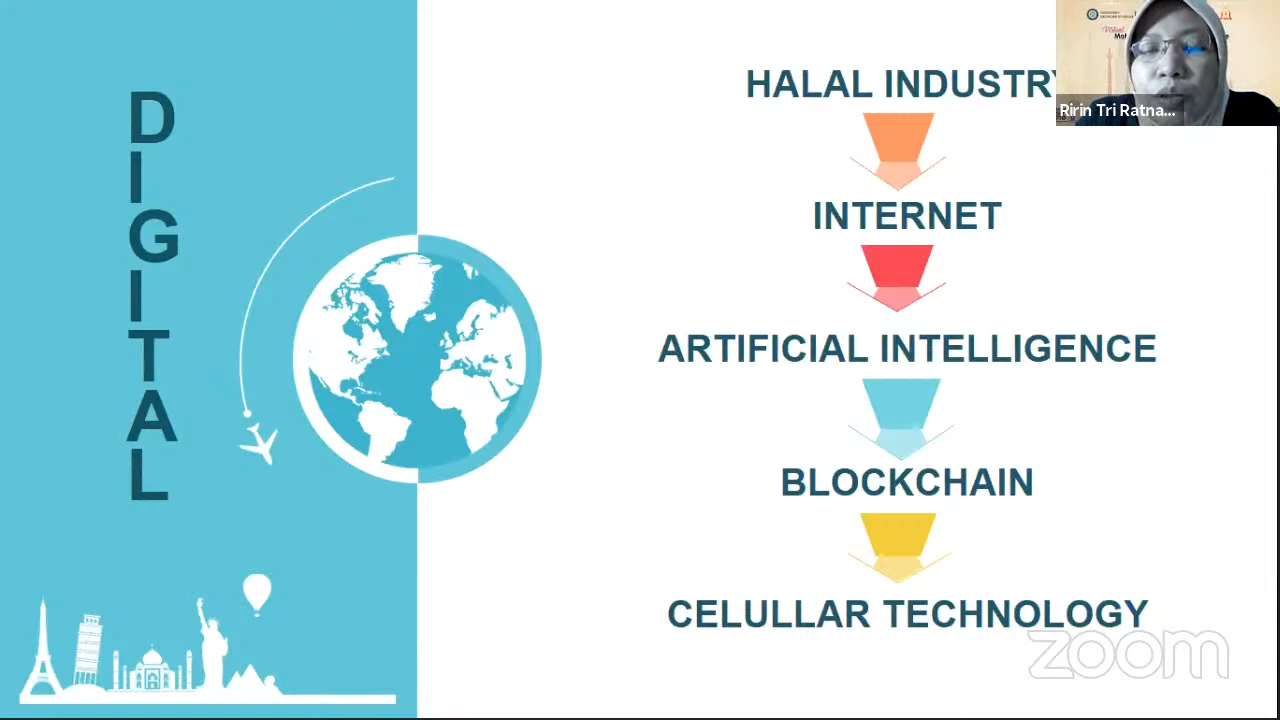 DIGITAL
HALAL INDUSTRY
INTERNET
ARTIFICIAL INTELLIGENCE
BLOCKCHAIN
CELULLAR TECHNOLOGY
Ririn Tri Ratna...
zoom